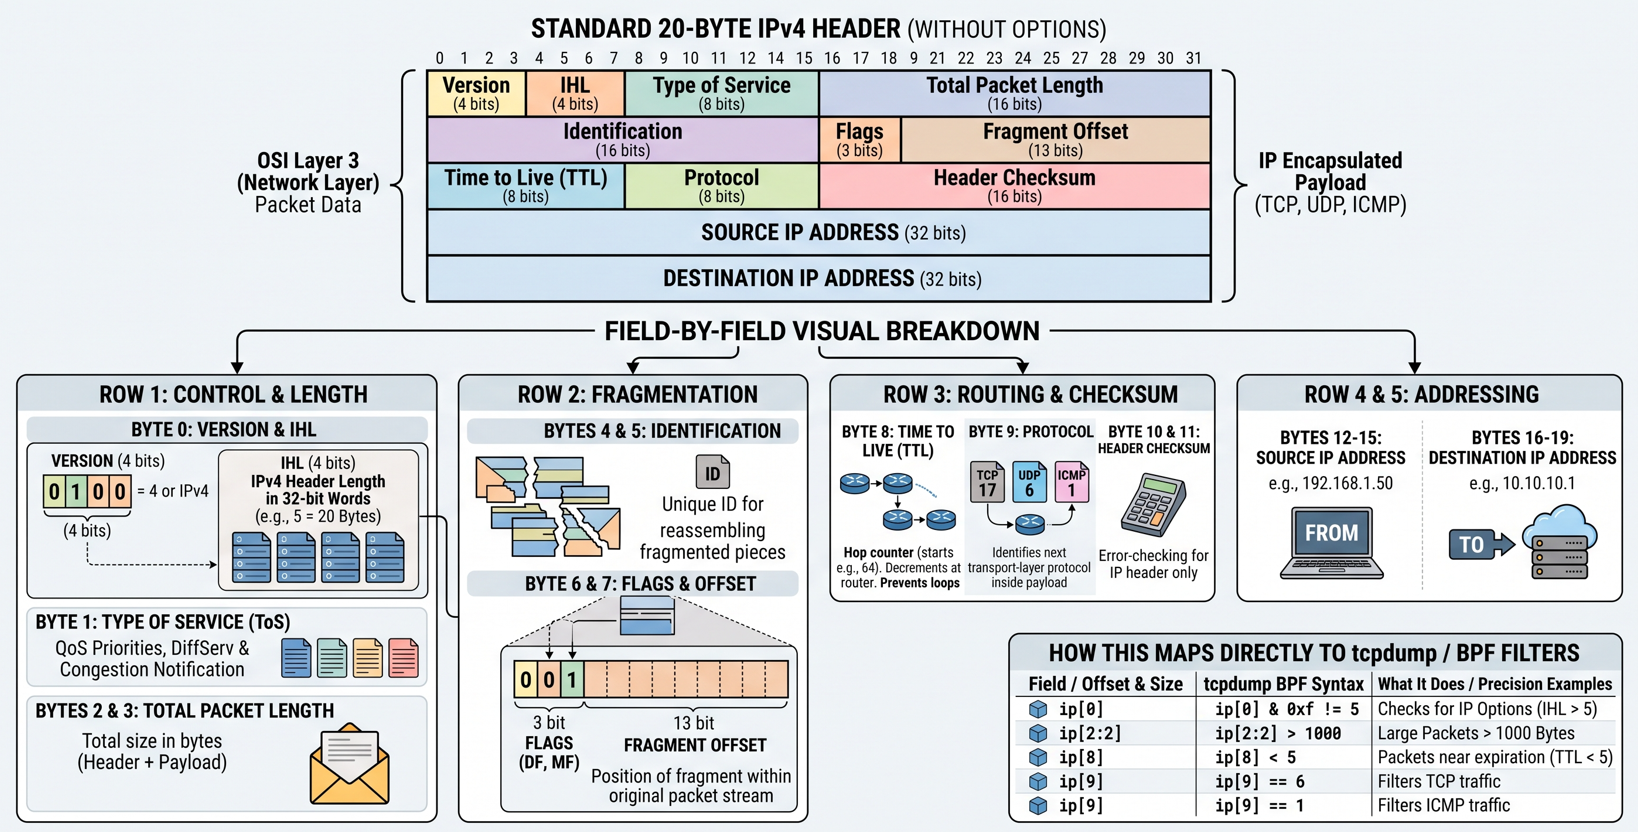 STANDARD 20-BYTE IPv4 HEADER (WITHOUT OPTIONS)
0 1 2 3 4 5 6 7 8 9 10 11 12 13 14 15 16 17 18 9 21 22 23 24 25 26 27 28 29 30 31
Version
(4 bits)
IHL
(4 bits)
Type of Service
(8 bits)
Total Packet Length
(16 bits)
Identification
(16 bits)
Flags
(3 bits)
Fragment Offset
(13 bits)
Time to Live (TTL)
(8 bits)
Protocol
(8 bits)
Header Checksum
(16 bits)
SOURCE IP ADDRESS (32 bits)
DESTINATION IP ADDRESS (32 bits)
OSI Layer 3
(Network Layer)
Packet Data
IP Encapsulated
Payload
(TCP, UDP, ICMP)
FIELD-BY-FIELD VISUAL BREAKDOWN
ROW 1: CONTROL & LENGTH
BYTE 0: VERSION & IHL
VERSION (4 bits)
0 1 0 0 = 4 or IPv4
(4 bits)
IHL (4 bits)
IPv4 Header Length
in 32-bit Words
(e.g., 5 = 20 Bytes)
BYTE 1: TYPE OF SERVICE (ToS)
QoS Priorities, DiffServ &
Congestion Notification
BYTES 2 & 3: TOTAL PACKET LENGTH
Total size in bytes
(Header + Payload)
ROW 2: FRAGMENTATION
BYTES 4 & 5: IDENTIFICATION
ID
Unique ID for
reassembling
fragmented pieces
BYTE 6 & 7: FLAGS & OFFSET
0 0 1
3 bit
FLAGS
(DF, MF)
13 bit
FRAGMENT OFFSET
Position of fragment within
original packet stream
ROW 3: ROUTING & CHECKSUM
BYTE 8: TIME TO
LIVE (TTL)
Hop counter (starts
e.g., 64). Decrements at
router. Prevents loops
BYTE 9: PROTOCOL
TCP
17
UDP
6
ICMP
1
Identifies next
transport-layer protocol
inside payload
BYTE 10 & 11:
HEADER CHECKSUM
Error-checking for
IP header only
ROW 4 & 5: ADDRESSING
BYTES 12-15:
SOURCE IP ADDRESS
e.g., 192.168.1.50
FROM
BYTES 16-19:
DESTINATION IP ADDRESS
e.g., 10.10.10.1
TO
HOW THIS MAPS DIRECTLY TO tcpdump / BPF FILTERS
Field / Offset & Size tcpdump BPF Syntax What It Does / Precision Examples
ip[0] ip[0] & 0xf != 5 Checks for IP Options (IHL > 5)
ip[2:2] ip[2:2] > 1000 Large Packets > 1000 Bytes
ip[8] ip[8] < 5 Packets near expiration (TTL < 5)
ip[9] ip[9] == 6 Filters TCP traffic
ip[9] ip[9] == 1 Filters ICMP traffic